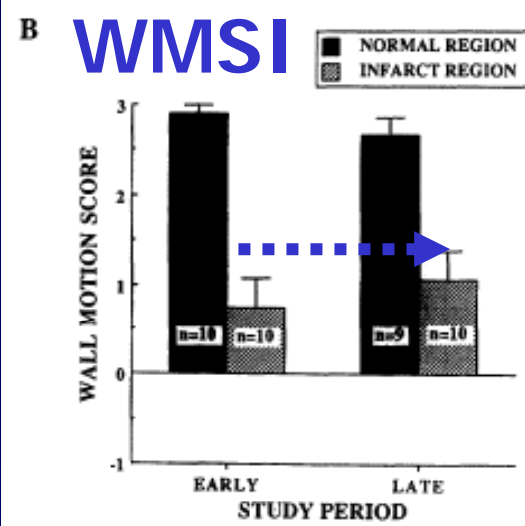 B WMSI
NORMAL REGION
INFARCT REGION
WALL MOTION SCORE
3
2
1
0
-1
n=10 n=10 n=9 n=10
EARLY LATE
STUDY PERIOD